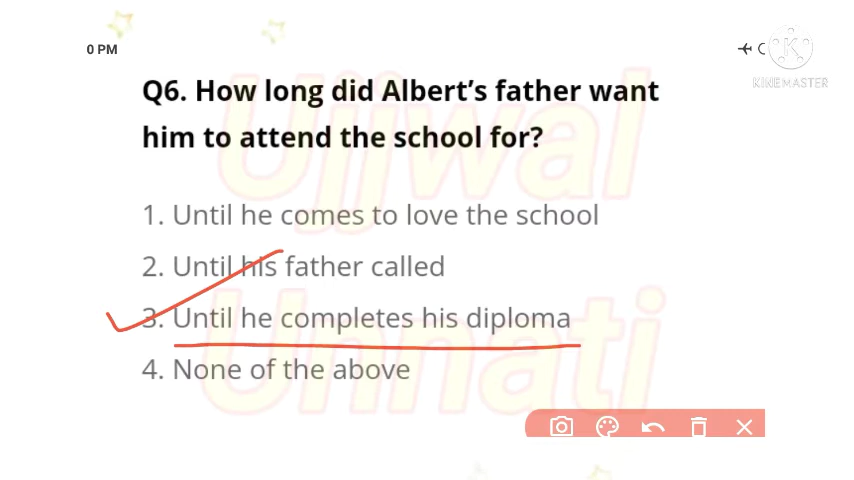 0 PM
KINEMASTER
Q6. How long did Albert's father want
him to attend the school for?
1. Until he comes to love the school
2. Until his father called
3. Until he completes his diploma
4. None of the above
Ujjwal
Unnati